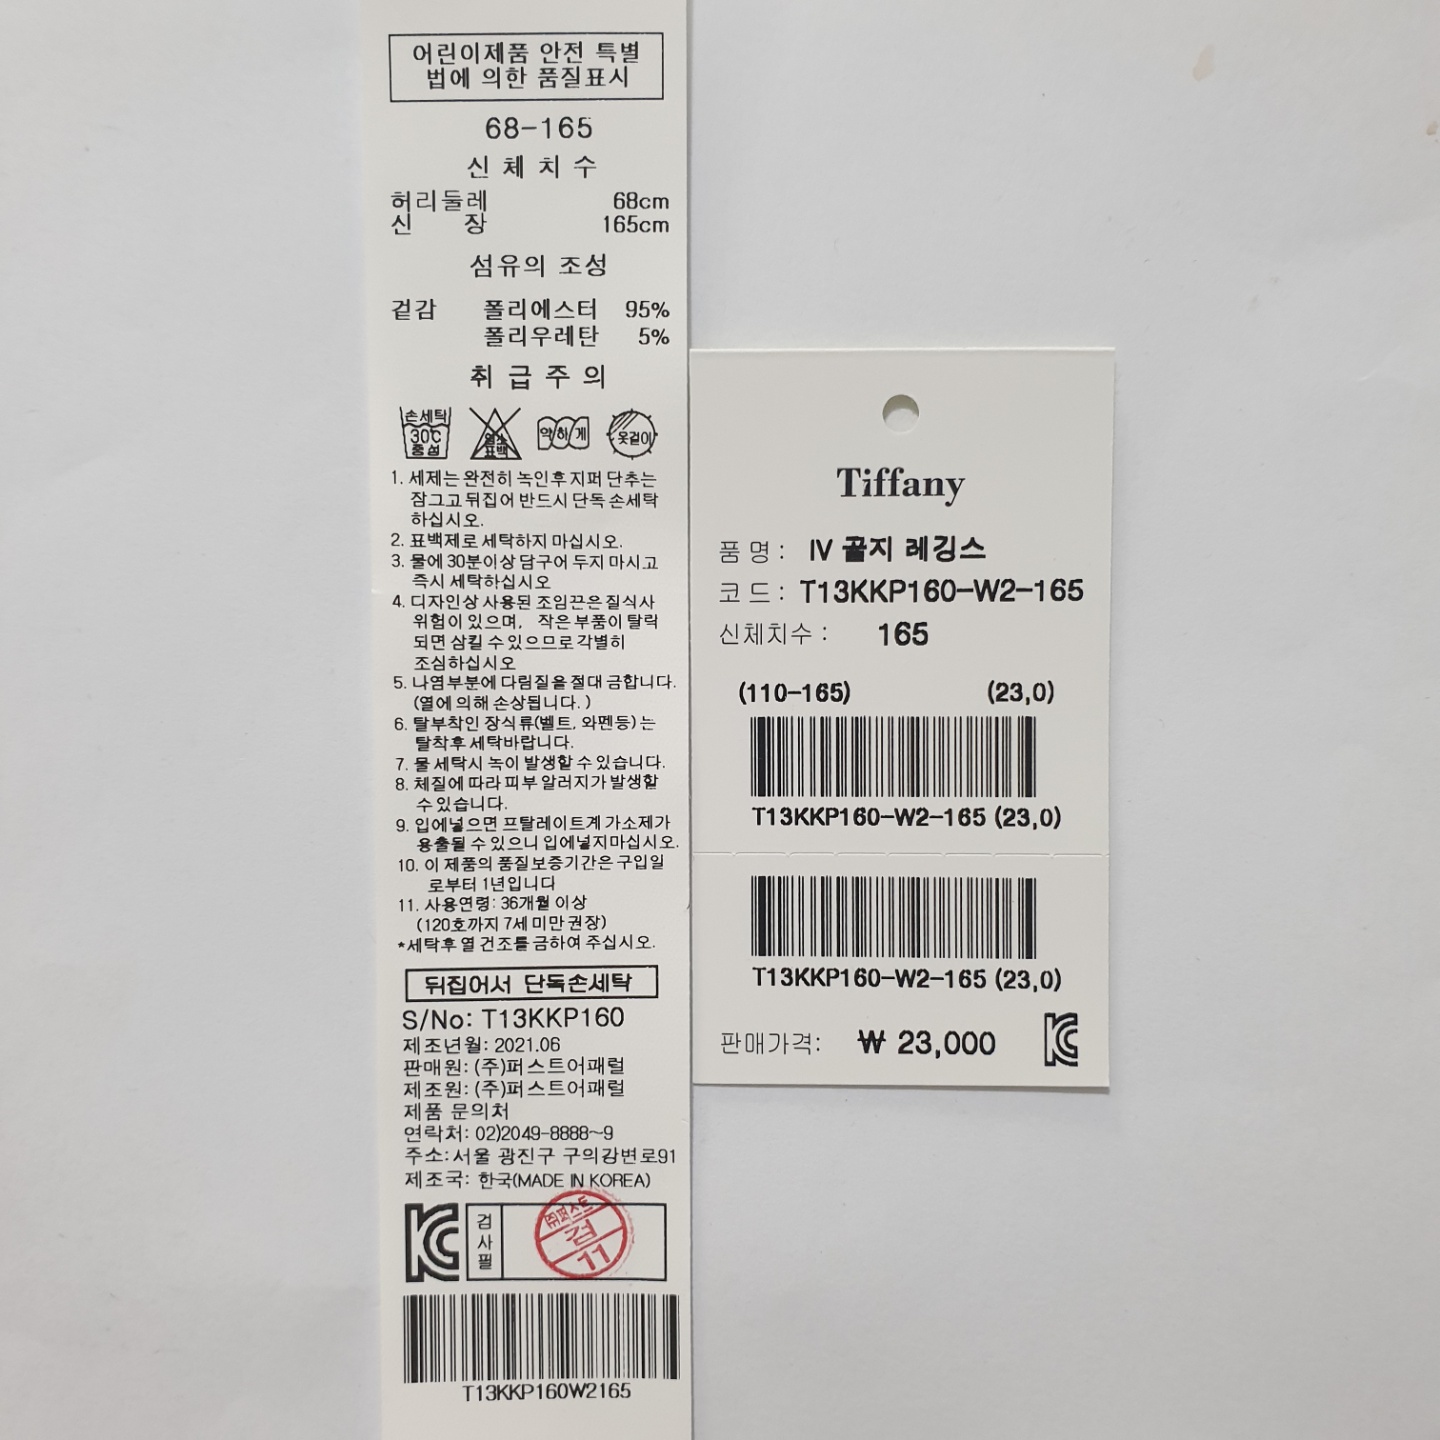 어린이제품 안전 특별
법에 의한 품질표시
68-165
신 체 치 수
허리둘레 68cm
신 장 165cm
섬유의 조성
겉감 폴리에스터 95%
폴리우레탄 5%
취 급 주 의
손세탁 30℃ 중성
염소 표백
약하게
옷걸이
1. 세제는 완전히 녹인후 지퍼 단추는
잠그고 뒤집어 반드시 단독 손세탁
하십시오.
2. 표백제로 세탁하지 마십시오.
3. 물에 30분이상 담구어 두지 마시고
즉시 세탁하십시오
4. 디자인상 사용된 조임끈은 질식사
위험이 있으며, 작은 부품이 탈락
되면 삼킬 수 있으므로 각별히
조심하십시오
5. 나염부분에 다림질을 절대 금합니다.
(열에 의해 손상됩니다. )
6. 탈부착인 장식류(벨트, 와펜등) 는
탈착후 세탁바랍니다.
7. 물 세탁시 녹이 발생할 수 있습니다.
8. 체질에 따라 피부 알러지가 발생할
수 있습니다.
9. 입에넣으면 프탈레이트계 가소제가
용출될 수 있으니 입에넣지마십시오.
10. 이 제품의 품질보증기간은 구입일
로부터 1년입니다
11. 사용연령: 36개월 이상
(120호까지 7세 미만 권장)
*세탁후 열 건조를 금하여 주십시오.
뒤집어서 단독손세탁
S/No: T13KKP160
제조년월: 2021.06
판매원: (주)퍼스트어패럴
제조원: (주)퍼스트어패럴
제품 문의처
연락처: 02)2049-8888~9
주소: 서울 광진구 구의강변로91
제조국: 한국(MADE IN KOREA)
KC 검사필
㈜퍼스트
검
11
T13KKP160W2165
Tiffany
품 명 : IV 골지 레깅스
코 드 : T13KKP160-W2-165
신체치수 : 165
(110-165) (23,0)
T13KKP160-W2-165 (23,0)
T13KKP160-W2-165 (23,0)
판매가격: ₩ 23,000 KC